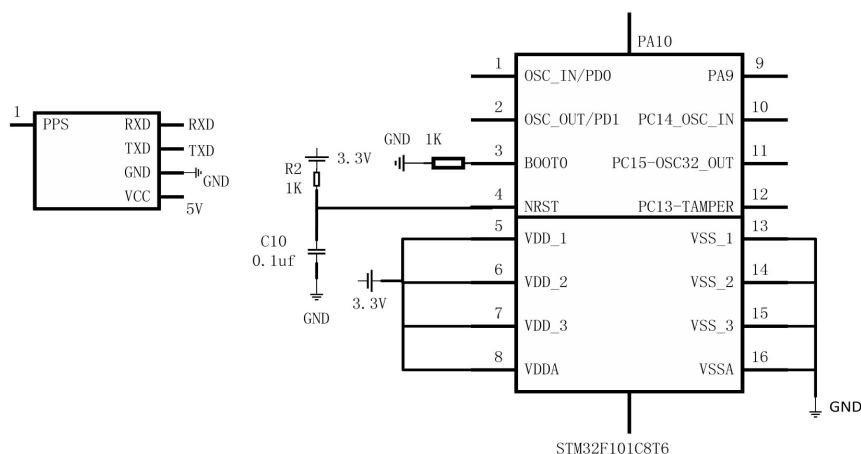 PA10
1 OSC_IN/PD0 PA9 9
2 OSC_OUT/PD1 PC14_OSC_IN 10
1 PPS RXD RXD
TXD TXD
GND GND
VCC 5V
GND 1K
3 BOOT0 PC15-OSC32_OUT 11
3.3V
R2
1K
4 NRST PC13-TAMPER 12
5 VDD_1 VSS_1 13
C10
0.1uf
6 VDD_2 VSS_2 14
3.3V
GND
7 VDD_3 VSS_3 15
8 VDDA VSSA 16
GND
STM32F101C8T6